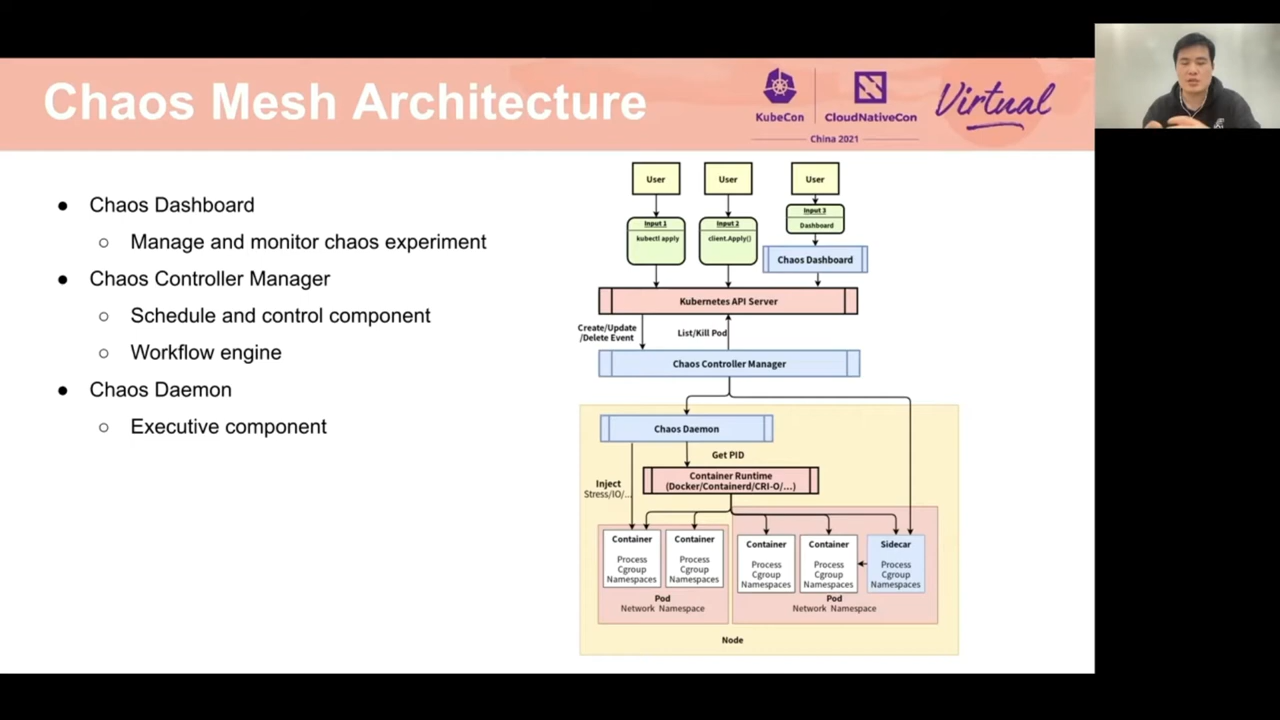 Chaos Mesh Architecture
KubeCon
CloudNativeCon
Virtual
China 2021
● Chaos Dashboard
○ Manage and monitor chaos experiment
● Chaos Controller Manager
○ Schedule and control component
○ Workflow engine
● Chaos Daemon
○ Executive component
User
User
User
Input 1
kubectl apply
Input 2
client.Apply()
Input 3
Dashboard
Chaos Dashboard
Kubernetes API Server
Create/Update
/Delete Event
List/Kill Pod
Chaos Controller Manager
Chaos Daemon
Get PID
Container Runtime
(Docker/Containerd/CRI-O/...)
Inject
Stress/IO/...
Container
Process
Cgroup
Namespaces
Container
Process
Cgroup
Namespaces
Pod
Network Namespace
Container
Process
Cgroup
Namespaces
Container
Process
Cgroup
Namespaces
Sidecar
Process
Cgroup
Namespaces
Pod
Network Namespace
Node